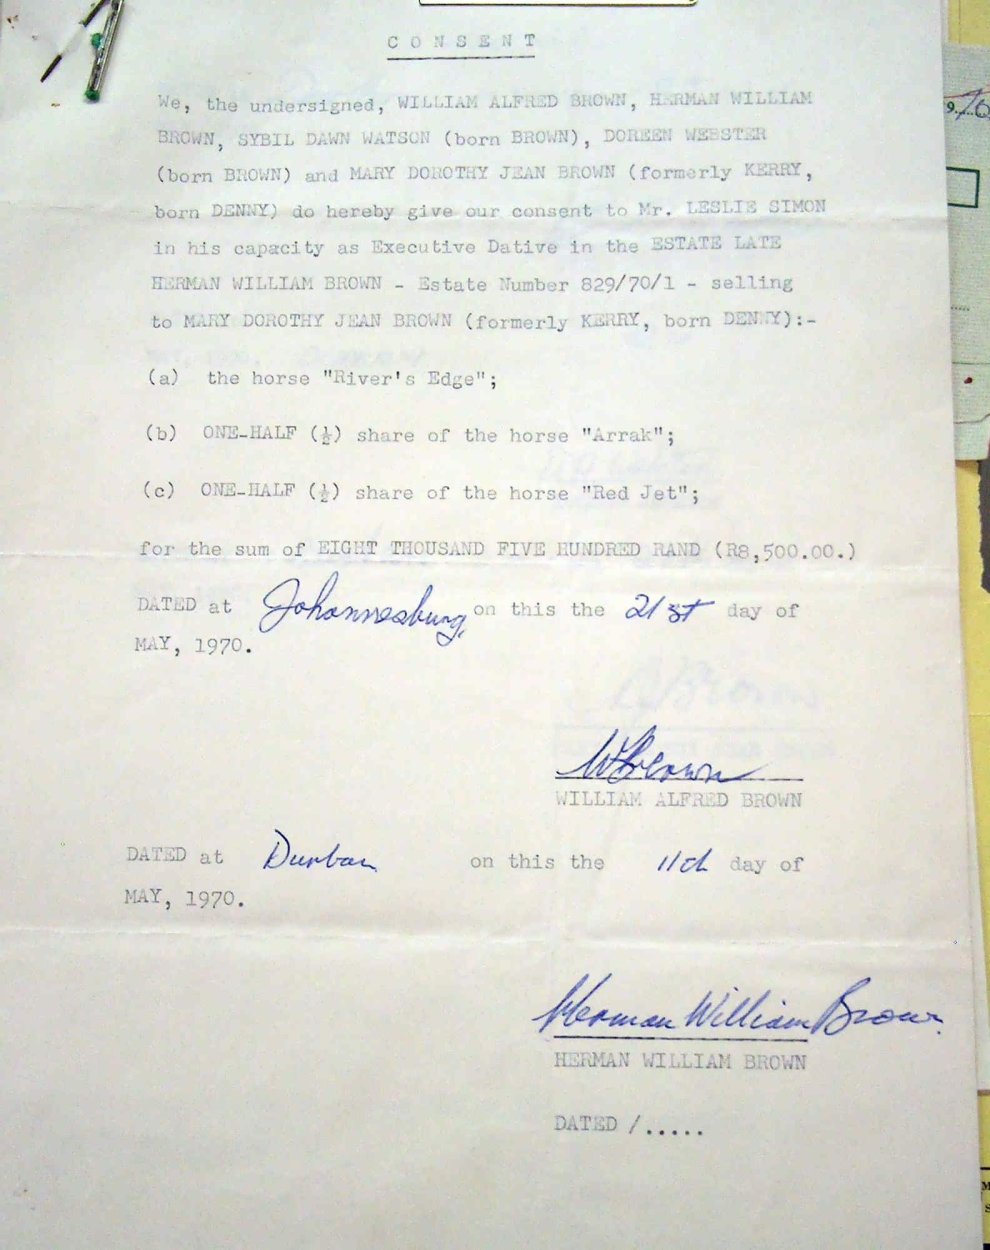 CONSENT
We, the undersigned, WILLIAM ALFRED BROWN, HERMAN WILLIAM
BROWN, SYBIL DAWN WATSON (born BROWN), DOREEN WEBSTER
(born BROWN) and MARY DOROTHY JEAN BROWN (formerly KERRY,
born DENNY) do hereby give our consent to Mr. LESLIE SIMON
in his capacity as Executive Dative in the ESTATE LATE
HERMAN WILLIAM BROWN - Estate Number 829/70/1 - selling
to MARY DOROTHY JEAN BROWN (formerly KERRY, born DENNY):-
(a) the horse "River's Edge";
(b) ONE-HALF (½) share of the horse "Arrak";
(c) ONE-HALF (½) share of the horse "Red Jet";
for the sum of EIGHT THOUSAND FIVE HUNDRED RAND (R8,500.00.)
DATED at Johannesburg, on this the 21st day of
MAY, 1970.
WBrown
WILLIAM ALFRED BROWN
DATED at Durban on this the 11th day of
MAY, 1970.
Herman William Brown.
HERMAN WILLIAM BROWN
DATED /.....